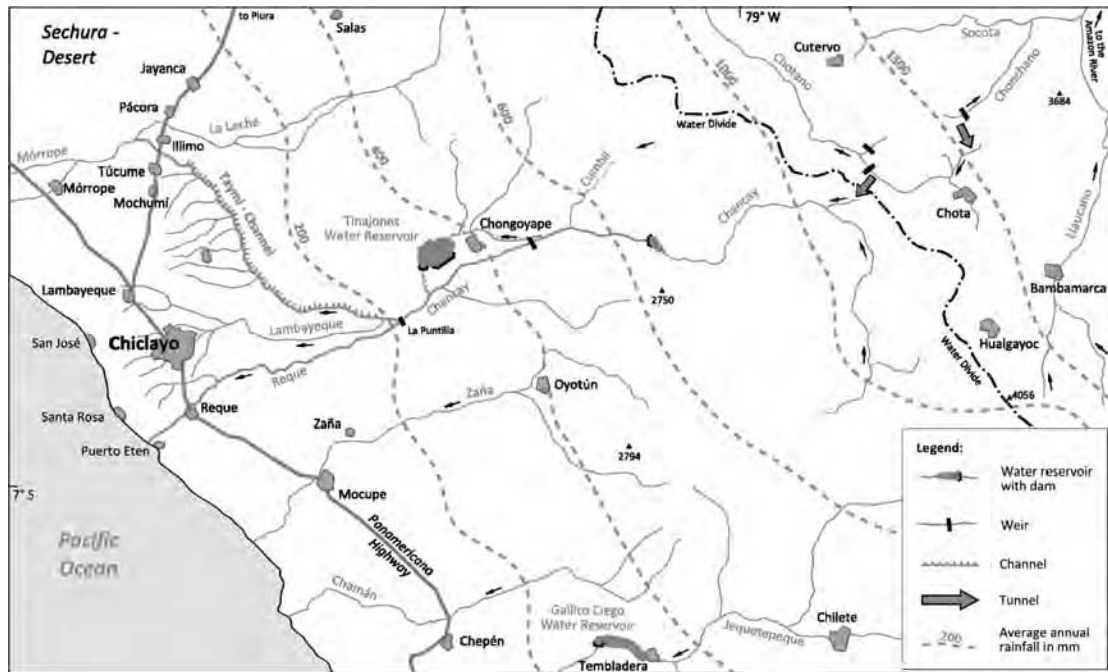 to Piura
79° W
Sechura -
Desert
Salas
Cutervo
Socota
to the
Amazon River
Jayanca
Chotano
1000
1500
Chonchano
3684
Pácora
La Leche
600
Water Divide
Illimo
400
Mórrope
Túcume
Mórrope
Mochumí
Taymi - Channel
Cumbil
Chancay
Chota
Llaucano
Tinajones
Water Reservoir
Chongoyape
200
Lambayeque
Chancay
2750
Bambamarca
La Puntilla
San José
Chiclayo
Lambayeque
Hualgayoc
Water Divide
Reque
Oyotún
Zaña
4056
Santa Rosa
Reque
Zaña
Puerto Eten
2794
7° S
Mocupe
Pacific
Ocean
Panamericana
Highway
Chamán
Gallito Ciego
Water Reservoir
Chilete
Jequetepeque
Chepén
Tembladera
Legend:
Water reservoir
with dam
Weir
Channel
Tunnel
200
Average annual
rainfall in mm